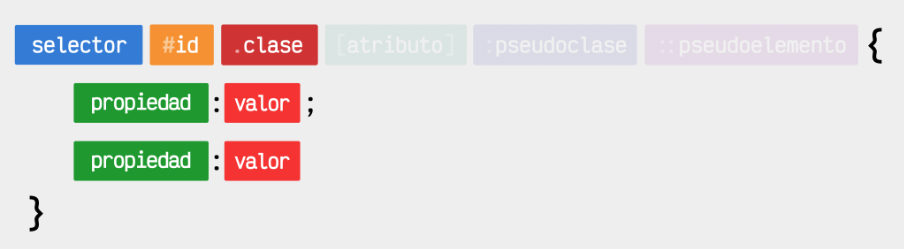 selector #id .clase [atributo] :pseudoclase ::pseudoelemento {
propiedad : valor ;
propiedad : valor
}